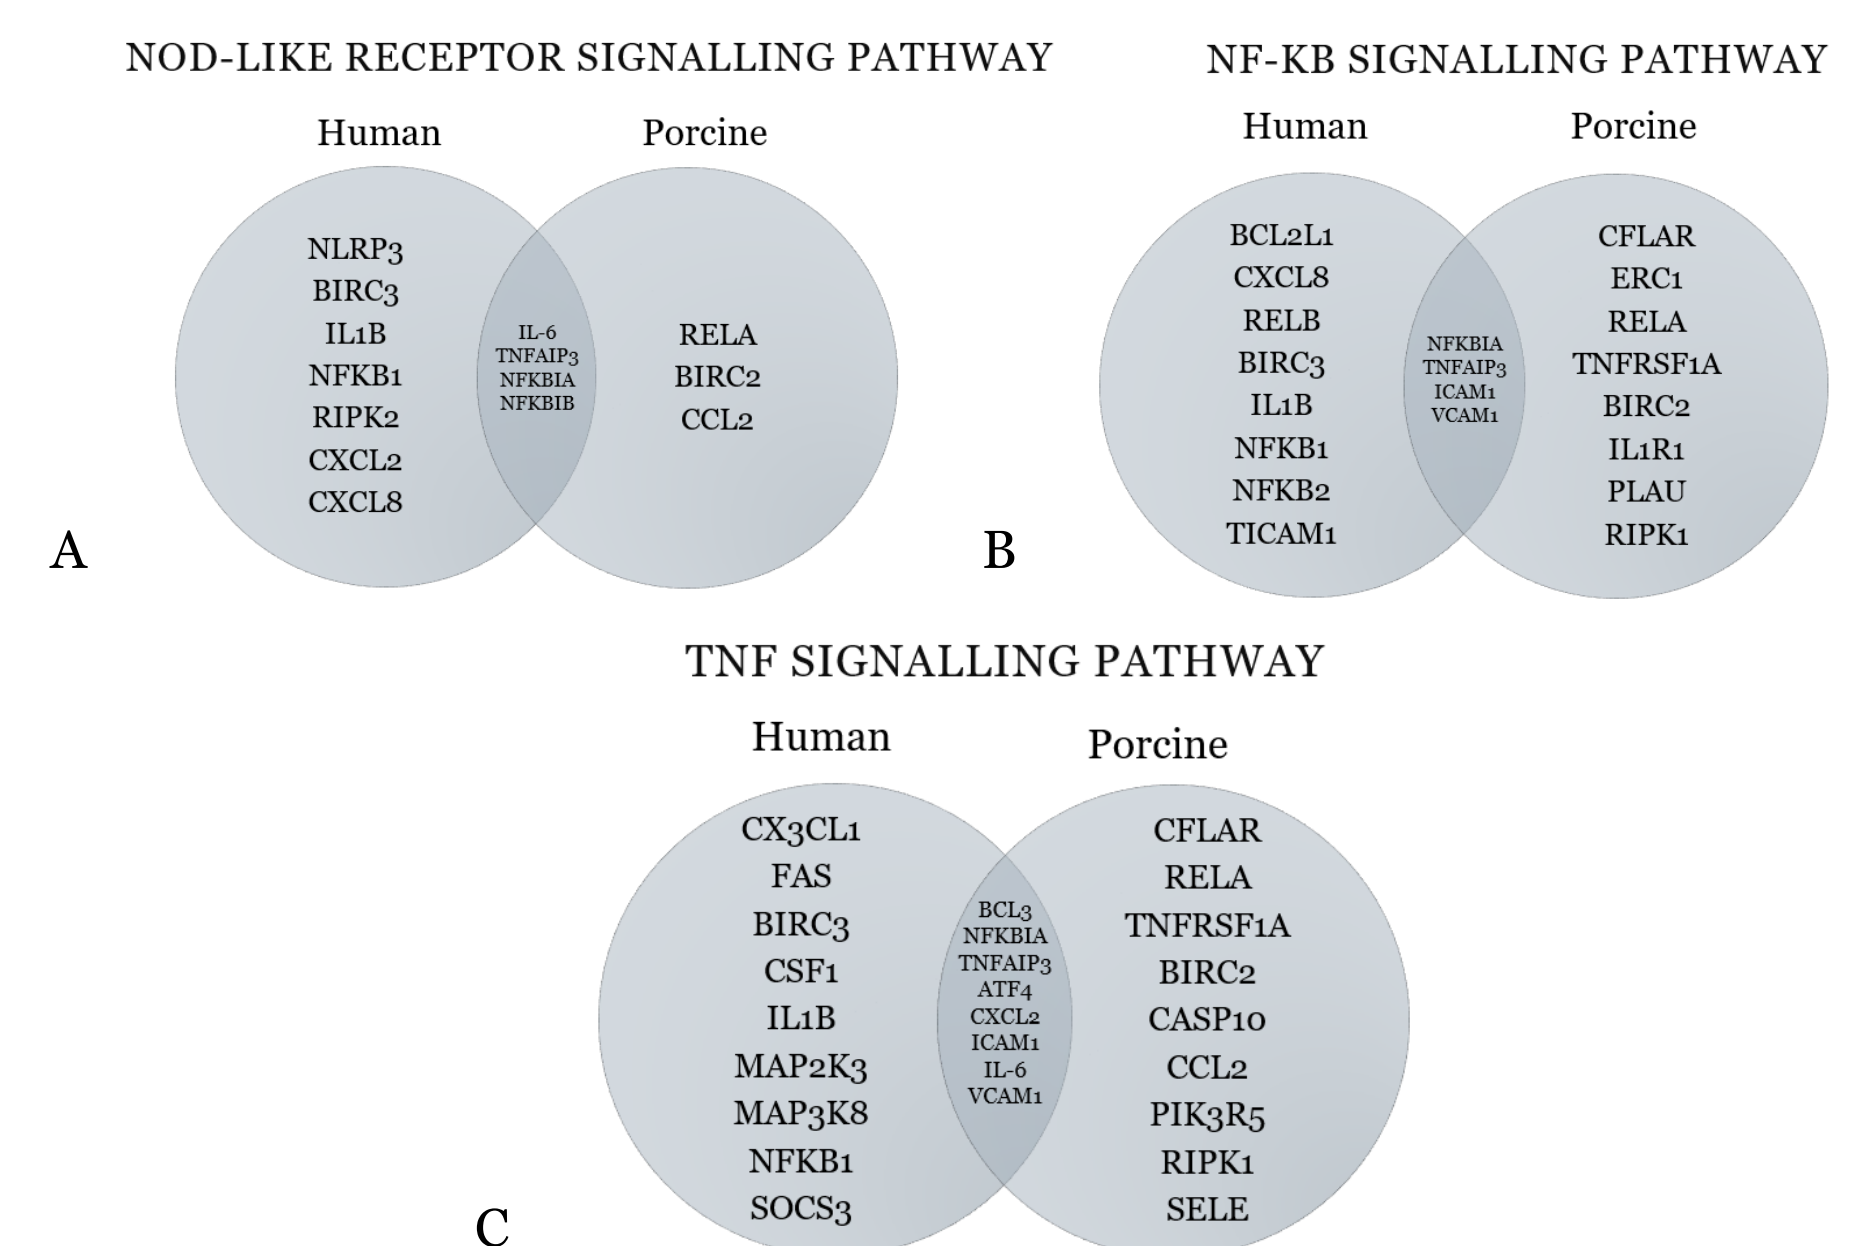 NOD-LIKE RECEPTOR SIGNALLING PATHWAY
Human
Porcine
NLRP3
BIRC3
IL1B
NFKB1
RIPK2
CXCL2
CXCL8
IL-6
TNFAIP3
NFKBIA
NFKBIB
RELA
BIRC2
CCL2
A
NF-KB SIGNALLING PATHWAY
Human
Porcine
BCL2L1
CXCL8
RELB
BIRC3
IL1B
NFKB1
NFKB2
TICAM1
NFKBIA
TNFAIP3
ICAM1
VCAM1
CFLAR
ERC1
RELA
TNFRSF1A
BIRC2
IL1R1
PLAU
RIPK1
B
TNF SIGNALLING PATHWAY
Human
Porcine
CX3CL1
FAS
BIRC3
CSF1
IL1B
MAP2K3
MAP3K8
NFKB1
SOCS3
BCL3
NFKBIA
TNFAIP3
ATF4
CXCL2
ICAM1
IL-6
VCAM1
CFLAR
RELA
TNFRSF1A
BIRC2
CASP10
CCL2
PIK3R5
RIPK1
SELE
C